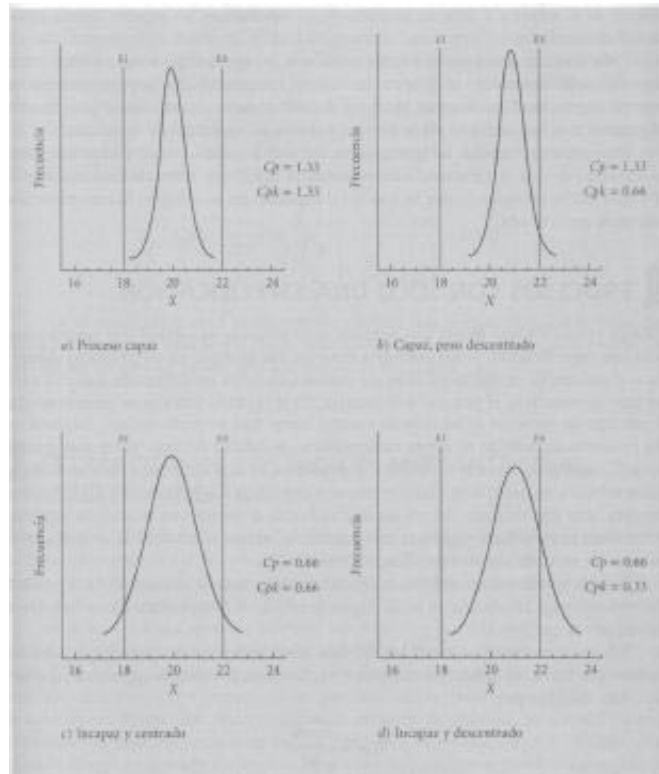 EI ES
Frecuencia
Cp = 1.33
Cpk = 1.33
16 18 20 22 24
X
a) Proceso capaz
EI ES
Frecuencia
Cp = 1.33
Cpk = 0.66
16 18 20 22 24
X
b) Capaz, pero descentrado
EI ES
Frecuencia
Cp = 0.66
Cpk = 0.66
16 18 20 22 24
X
c) Incapaz y centrado
EI ES
Frecuencia
Cp = 0.66
Cpk = 0.33
16 18 20 22 24
X
d) Incapaz y descentrado